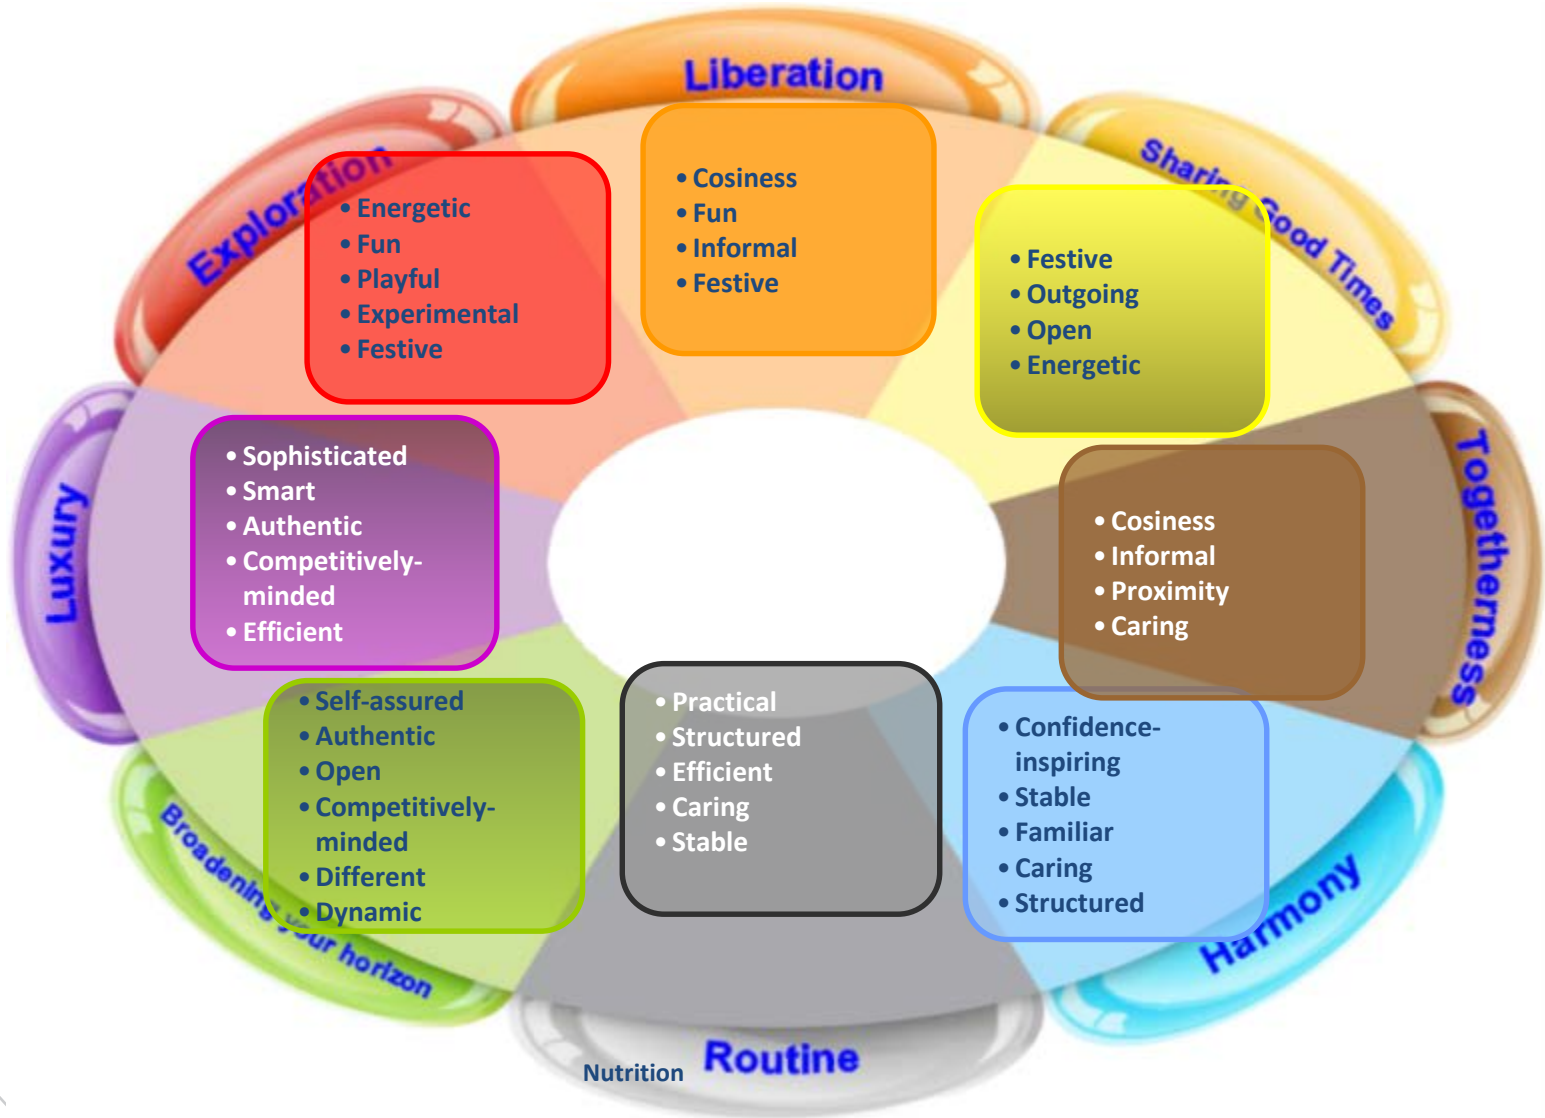 Liberation
• Cosiness
• Fun
• Informal
• Festive
Sharing Good Times
• Festive
• Outgoing
• Open
• Energetic
Togetherness
• Cosiness
• Informal
• Proximity
• Caring
Harmony
• Confidence-
inspiring
• Stable
• Familiar
• Caring
• Structured
Routine
Nutrition
• Practical
• Structured
• Efficient
• Caring
• Stable
Broadening your horizon
• Self-assured
• Authentic
• Open
• Competitively-
minded
• Different
• Dynamic
Luxury
• Sophisticated
• Smart
• Authentic
• Competitively-
minded
• Efficient
Exploration
• Energetic
• Fun
• Playful
• Experimental
• Festive